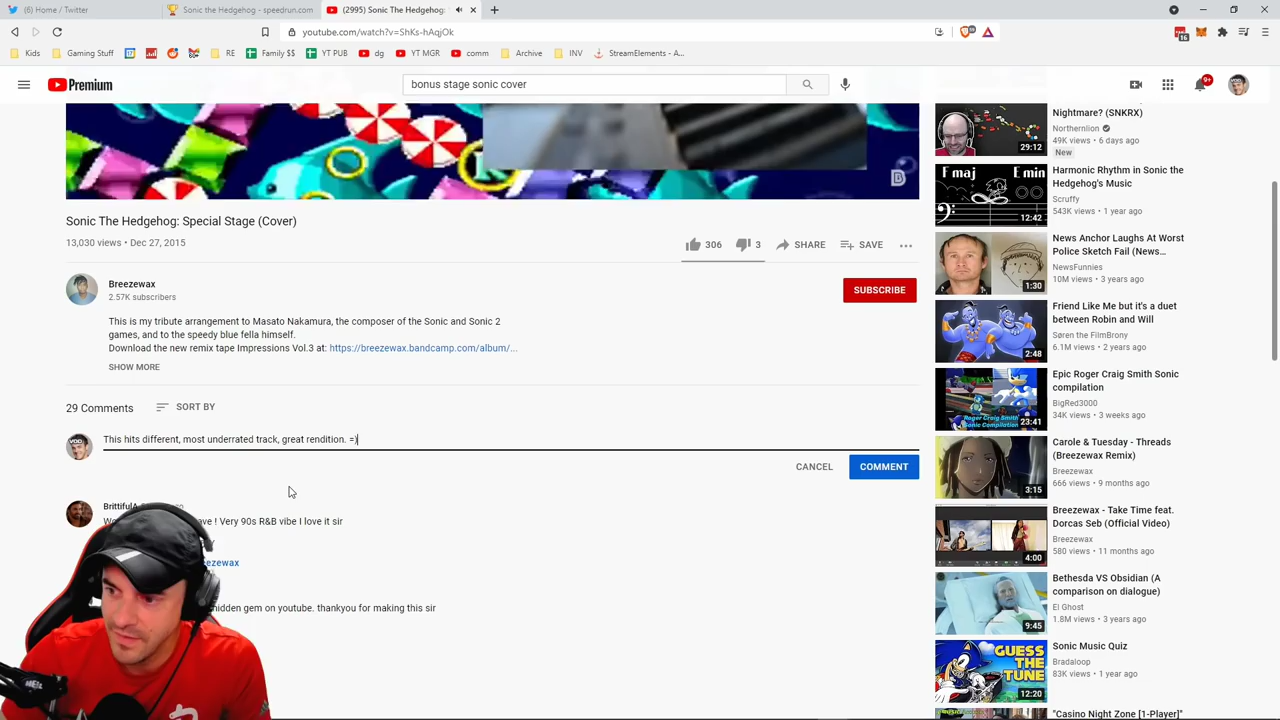 (6) Home / Twitter
Sonic the Hedgehog - speedrun.com
(2995) Sonic The Hedgehog:
youtube.com/watch?v=ShKs-hAqjOk
Kids
Gaming Stuff
RE
Family $$
YT PUB
dg
YT MGR
comm
Archive
INV
StreamElements - A...
16
Premium
bonus stage sonic cover
9+
Sonic The Hedgehog: Special Stage (Cover)
13,030 views • Dec 27, 2015
306
3
SHARE
SAVE
Breezewax
2.57K subscribers
SUBSCRIBE
This is my tribute arrangement to Masato Nakamura, the composer of the Sonic and Sonic 2
games, and to the speedy blue fella himself.
Download the new remix tape Impressions Vol.3 at: https://breezewax.bandcamp.com/album/...
SHOW MORE
29 Comments
SORT BY
This hits different, most underrated track, great rendition. =)
CANCEL
COMMENT
ave ! Very 90s R&B vibe I love it sir
hidden gem on youtube. thankyou for making this sir
Nightmare? (SNKRX)
Northernlion
49K views • 6 days ago
New
29:12
F maj E min
Harmonic Rhythm in Sonic the
Hedgehog's Music
Scruffy
543K views • 1 year ago
12:42
News Anchor Laughs At Worst
Police Sketch Fail (News...
NewsFunnies
10M views • 3 years ago
1:30
Friend Like Me but it's a duet
between Robin and Will
Søren the FilmBrony
6.1M views • 2 years ago
2:48
Epic Roger Craig Smith Sonic
compilation
BigRed3000
34K views • 3 weeks ago
Roger Craig Smith
Sonic Compilation
23:41
Carole & Tuesday - Threads
(Breezewax Remix)
Breezewax
666 views • 9 months ago
3:15
Breezewax - Take Time feat.
Dorcas Seb (Official Video)
Breezewax
580 views • 11 months ago
4:00
Bethesda VS Obsidian (A
comparison on dialogue)
El Ghost
1.8M views • 3 years ago
9:45
Sonic Music Quiz
Bradaloop
83K views • 1 year ago
GUESS
THE
TUNE
12:20
"Casino Night Zone [1-Player]"